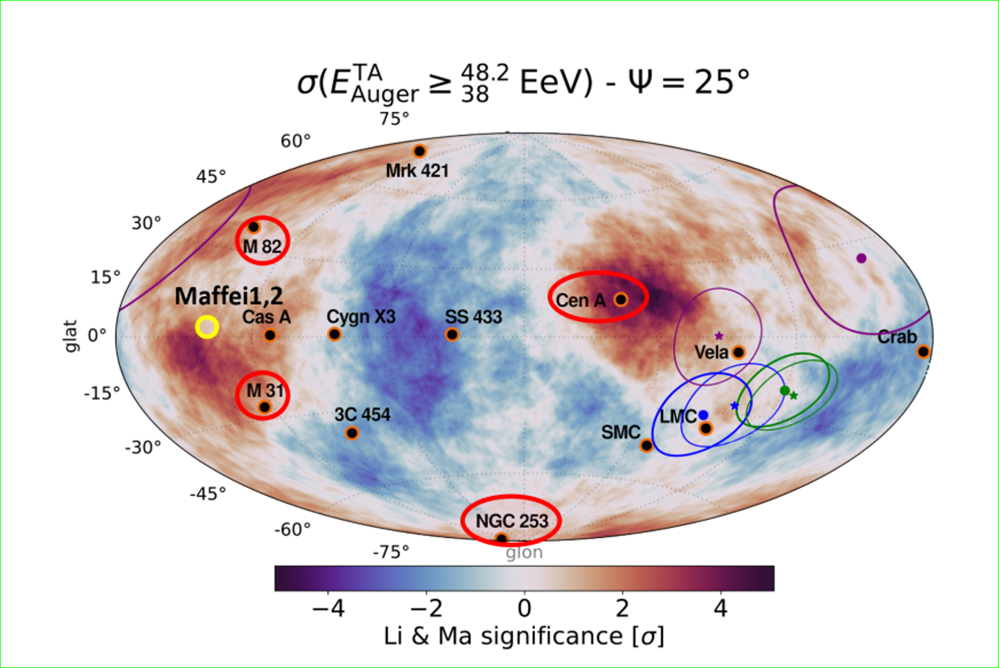 σ(E^TA_Auger ≥ ^48.2_38 EeV) - Ψ = 25°
75°
60°
Mrk 421
45°
30°
M 82
15°
Maffei1,2
Cas A
Cygn X3
SS 433
Cen A
glat
0°
Crab
Vela
-15°
M 31
3C 454
LMC
SMC
-30°
-45°
NGC 253
-60°
-75°
glon
−4 −2 0 2 4
Li & Ma significance [σ]